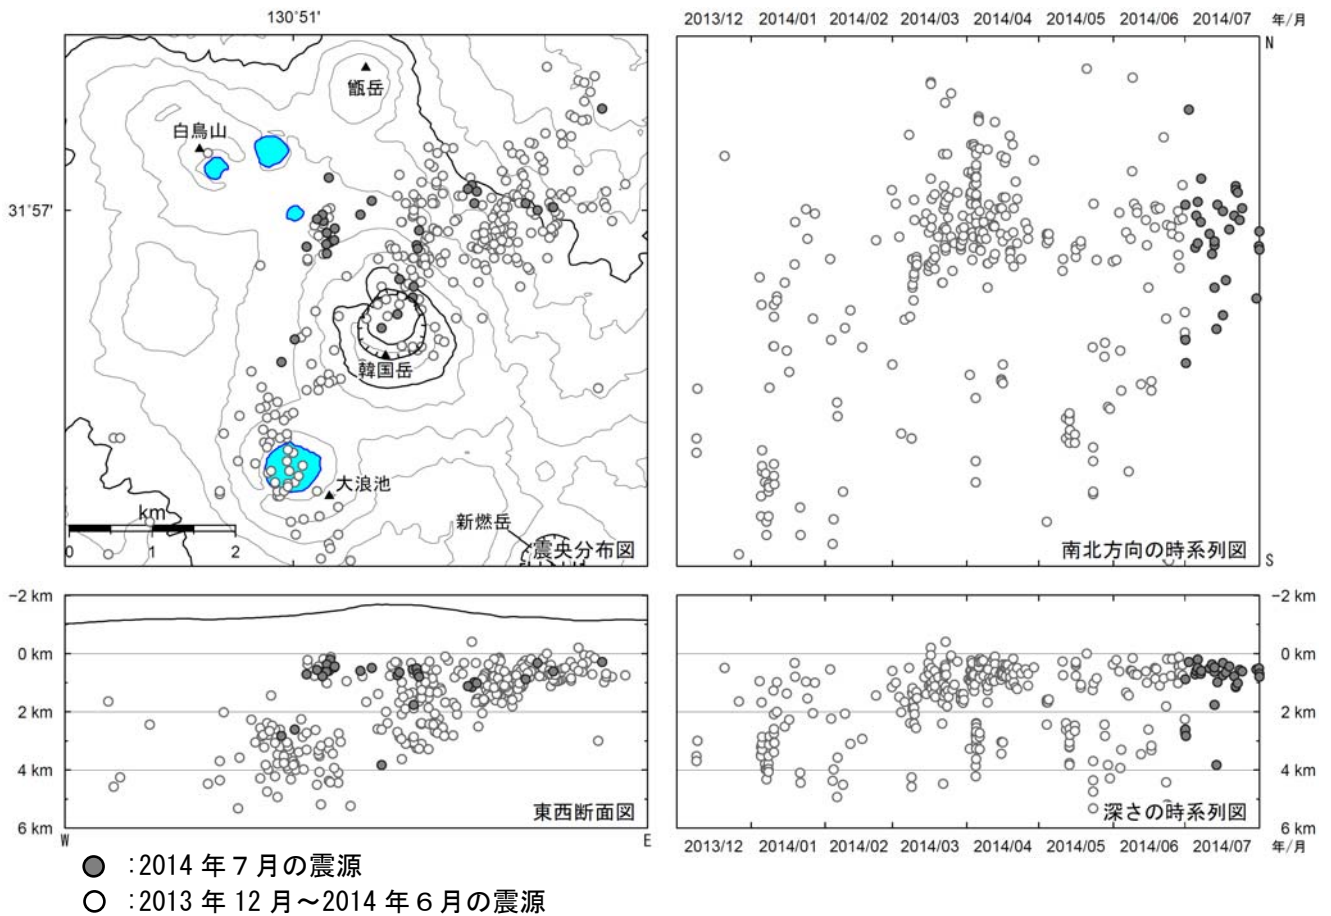 130°51′
2013/12 2014/01 2014/02 2014/03 2014/04 2014/05 2014/06 2014/07 年/月
N
甑岳
白鳥山
31°57′
韓国岳
大浪池
新燃岳
km
0 1 2
震央分布図
南北方向の時系列図
S
-2 km
0 km
2 km
4 km
6 km
W
E
東西断面図
-2 km
0 km
2 km
4 km
6 km
深さの時系列図
2013/12 2014/01 2014/02 2014/03 2014/04 2014/05 2014/06 2014/07 年/月
:2014 年 7 月の震源
:2013 年 12 月~2014 年 6 月の震源